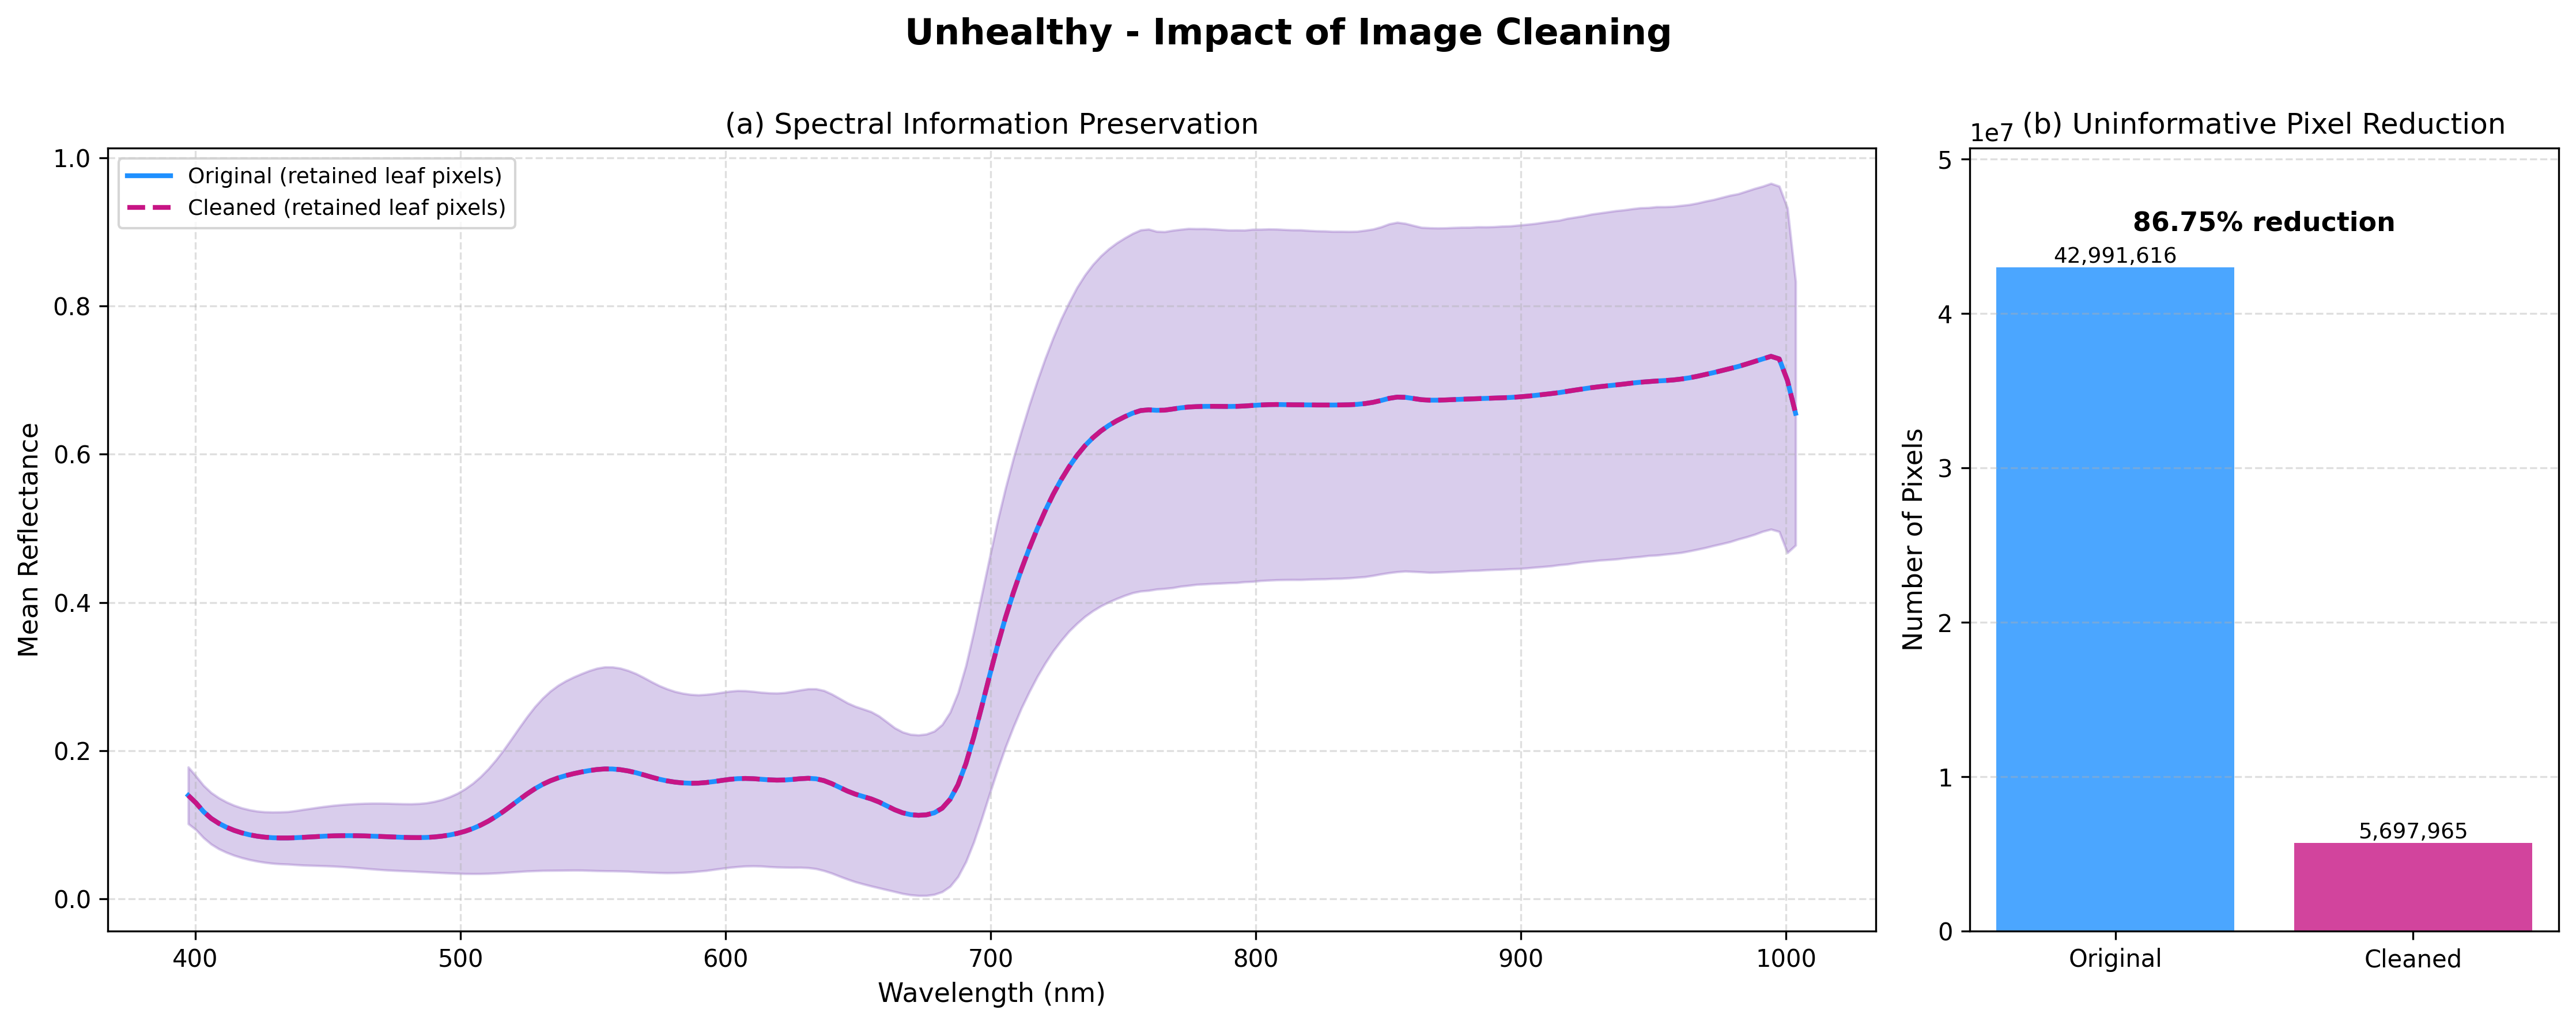 Unhealthy - Impact of Image Cleaning
(a) Spectral Information Preservation
Original (retained leaf pixels)
Cleaned (retained leaf pixels)
1.0
0.8
0.6
0.4
0.2
0.0
Mean Reflectance
400 500 600 700 800 900 1000
Wavelength (nm)
1e7 (b) Uninformative Pixel Reduction
86.75% reduction
42,991,616
5,697,965
5
4
3
2
1
0
Number of Pixels
Original Cleaned